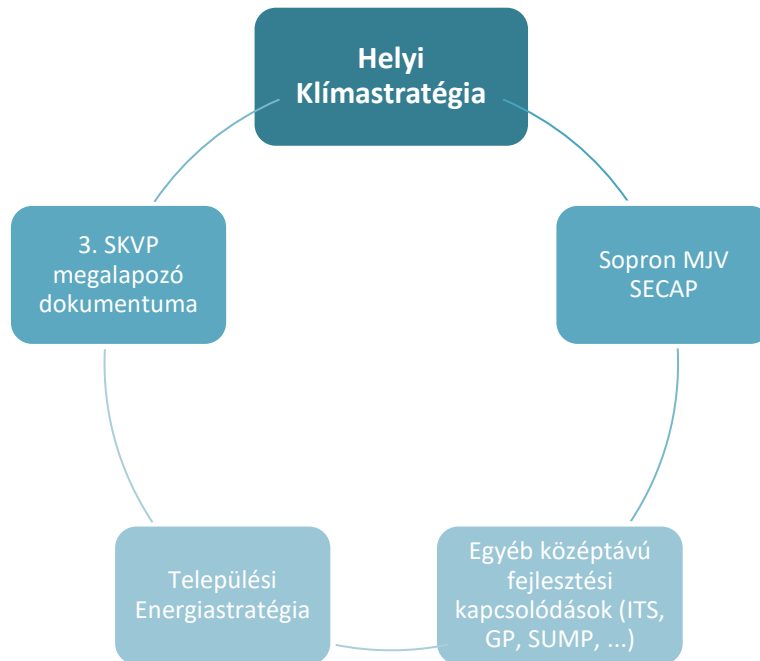 Helyi
Klímastratégia
3. SKVP
megalapozó
dokumentuma
Sopron MJV
SECAP
Települési
Energiastratégia
Egyéb középtávú
fejlesztési
kapcsolódások (ITS,
GP, SUMP, ...)